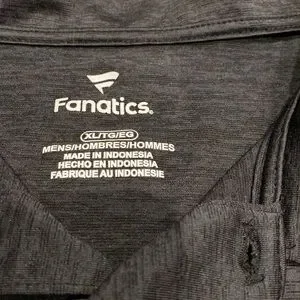 Fanatics.
XL/TG/EG
MENS/HOMBRES/HOMMES
MADE IN INDONESIA
HECHO EN INDONESIA
FABRIQUE AU INDONESIE